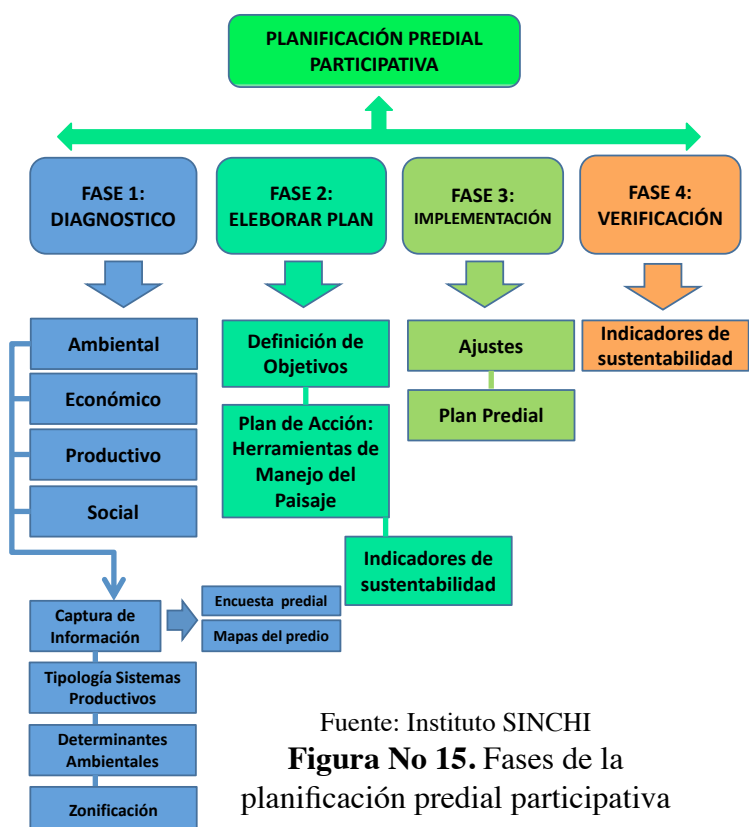 PLANIFICACIÓN PREDIAL
PARTICIPATIVA
FASE 1:
DIAGNOSTICO
FASE 2:
ELEBORAR PLAN
FASE 3:
IMPLEMENTACIÓN
FASE 4:
VERIFICACIÓN
Ambiental
Económico
Productivo
Social
Captura de
Información
Encuesta predial
Mapas del predio
Tipología Sistemas
Productivos
Determinantes
Ambientales
Zonificación
Definición de
Objetivos
Plan de Acción:
Herramientas de
Manejo del
Paisaje
Indicadores de
sustentabilidad
Ajustes
Plan Predial
Indicadores de
sustentabilidad
Fuente: Instituto SINCHI
Figura No 15. Fases de la
planificación predial participativa